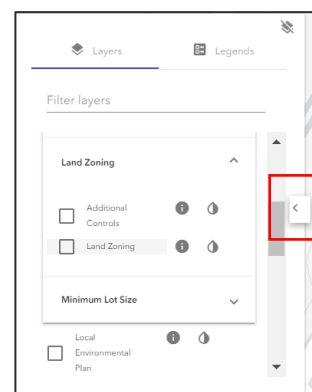 Layers
Legends
Filter layers
Land Zoning
Additional
Controls
Land Zoning
Minimum Lot Size
Local
Environmental
Plan